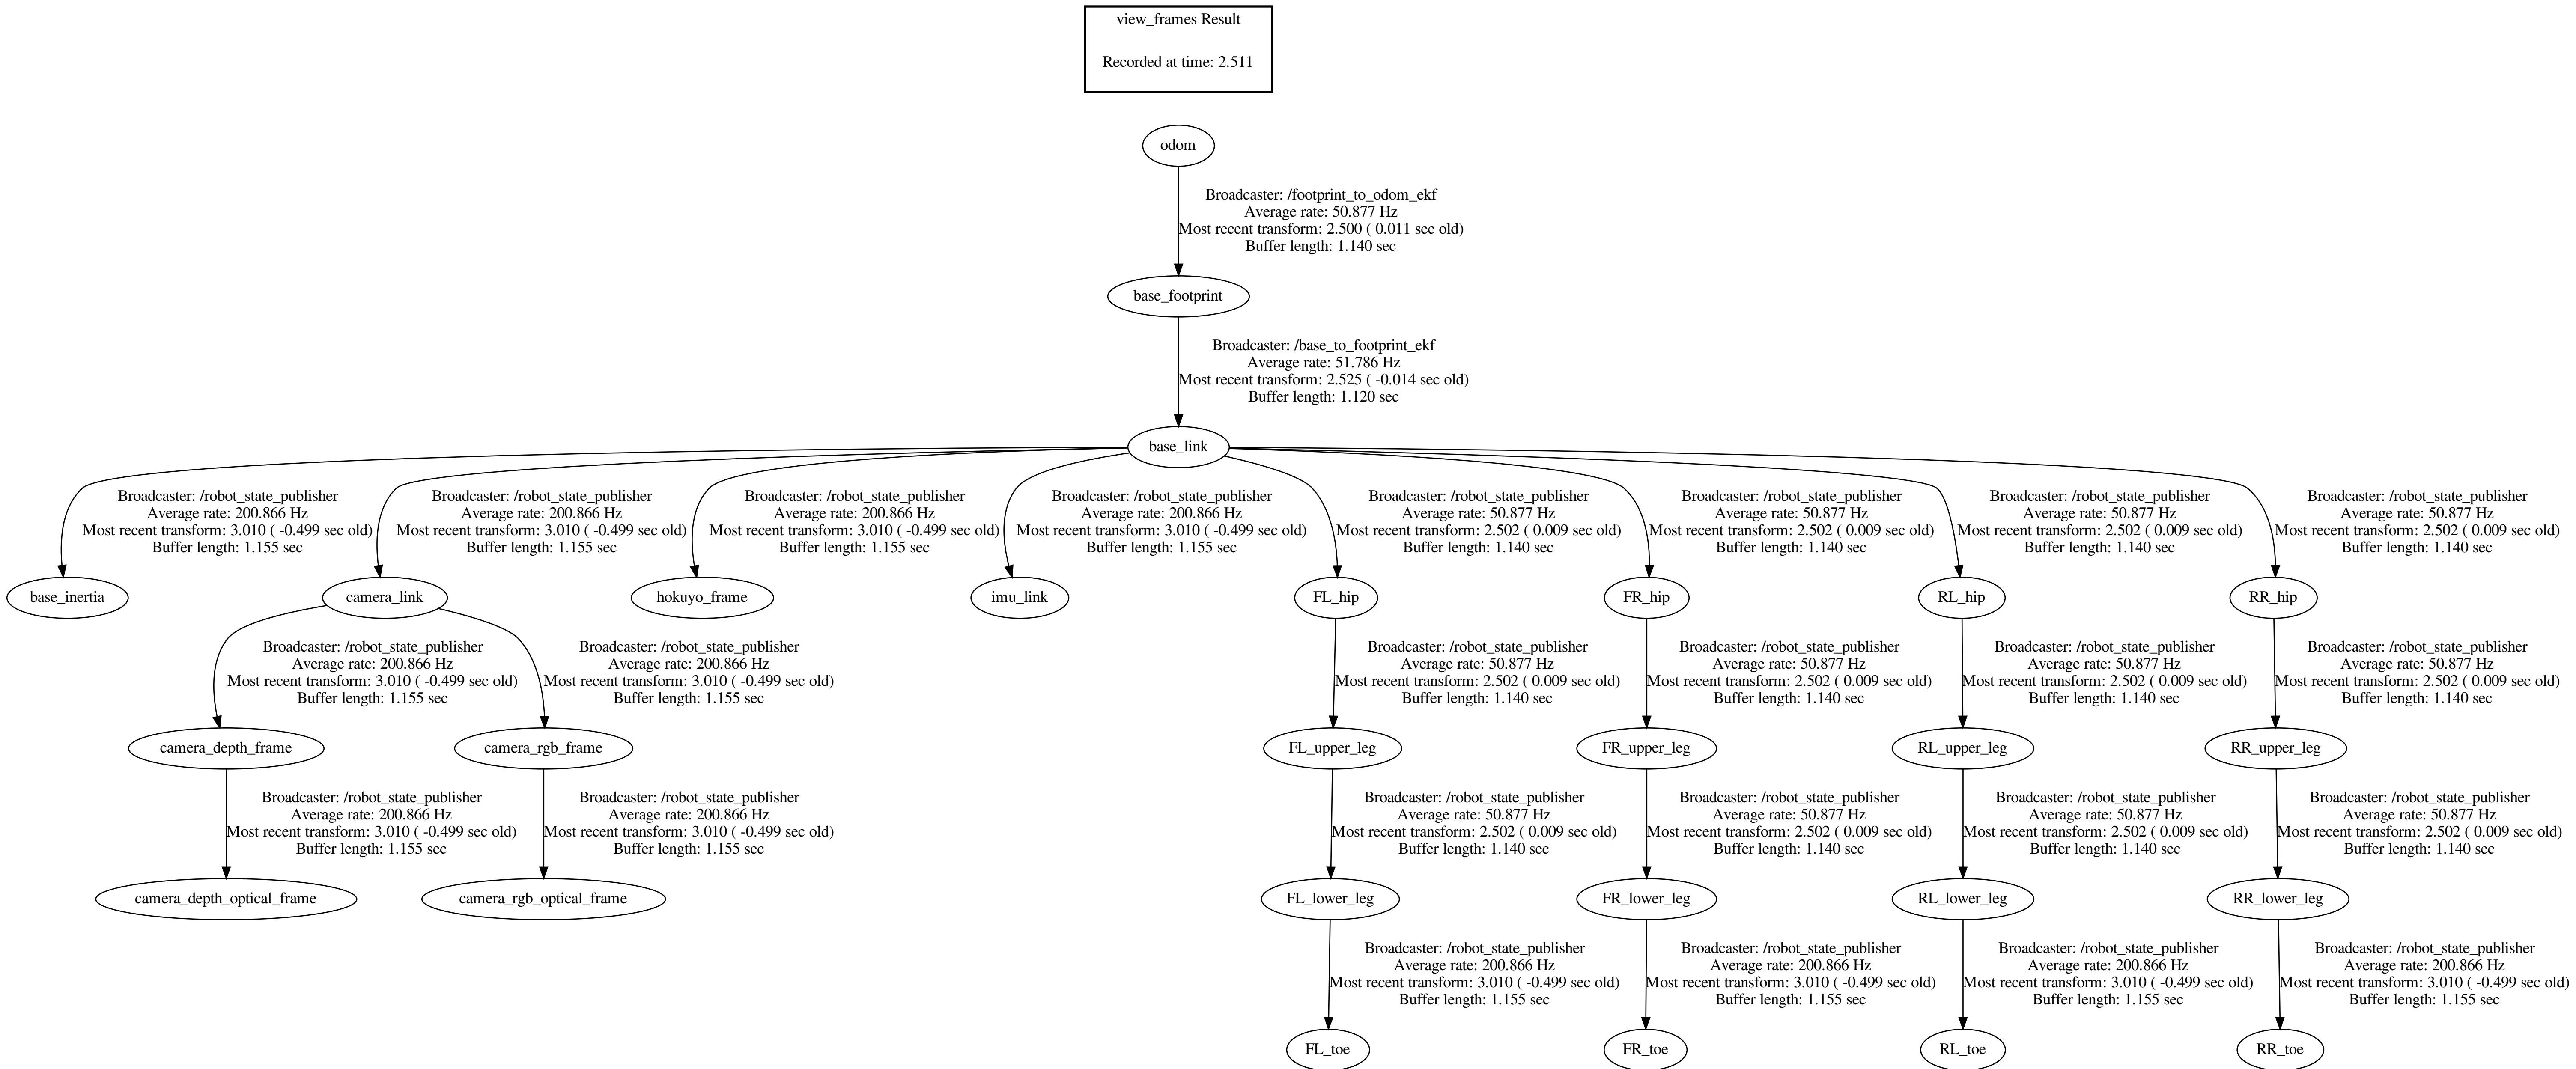 view_frames Result
Recorded at time: 2.511
odom
Broadcaster: /footprint_to_odom_ekf
Average rate: 50.877 Hz
Most recent transform: 2.500 ( 0.011 sec old)
Buffer length: 1.140 sec
base_footprint
Broadcaster: /base_to_footprint_ekf
Average rate: 51.786 Hz
Most recent transform: 2.525 ( -0.014 sec old)
Buffer length: 1.120 sec
base_link
Broadcaster: /robot_state_publisher
Average rate: 200.866 Hz
Most recent transform: 3.010 ( -0.499 sec old)
Buffer length: 1.155 sec
Broadcaster: /robot_state_publisher
Average rate: 200.866 Hz
Most recent transform: 3.010 ( -0.499 sec old)
Buffer length: 1.155 sec
Broadcaster: /robot_state_publisher
Average rate: 200.866 Hz
Most recent transform: 3.010 ( -0.499 sec old)
Buffer length: 1.155 sec
Broadcaster: /robot_state_publisher
Average rate: 200.866 Hz
Most recent transform: 3.010 ( -0.499 sec old)
Buffer length: 1.155 sec
Broadcaster: /robot_state_publisher
Average rate: 50.877 Hz
Most recent transform: 2.502 ( 0.009 sec old)
Buffer length: 1.140 sec
Broadcaster: /robot_state_publisher
Average rate: 50.877 Hz
Most recent transform: 2.502 ( 0.009 sec old)
Buffer length: 1.140 sec
Broadcaster: /robot_state_publisher
Average rate: 50.877 Hz
Most recent transform: 2.502 ( 0.009 sec old)
Buffer length: 1.140 sec
Broadcaster: /robot_state_publisher
Average rate: 50.877 Hz
Most recent transform: 2.502 ( 0.009 sec old)
Buffer length: 1.140 sec
base_inertia
camera_link
hokuyo_frame
imu_link
FL_hip
FR_hip
RL_hip
RR_hip
Broadcaster: /robot_state_publisher
Average rate: 200.866 Hz
Most recent transform: 3.010 ( -0.499 sec old)
Buffer length: 1.155 sec
Broadcaster: /robot_state_publisher
Average rate: 200.866 Hz
Most recent transform: 3.010 ( -0.499 sec old)
Buffer length: 1.155 sec
Broadcaster: /robot_state_publisher
Average rate: 50.877 Hz
Most recent transform: 2.502 ( 0.009 sec old)
Buffer length: 1.140 sec
Broadcaster: /robot_state_publisher
Average rate: 50.877 Hz
Most recent transform: 2.502 ( 0.009 sec old)
Buffer length: 1.140 sec
Broadcaster: /robot_state_publisher
Average rate: 50.877 Hz
Most recent transform: 2.502 ( 0.009 sec old)
Buffer length: 1.140 sec
Broadcaster: /robot_state_publisher
Average rate: 50.877 Hz
Most recent transform: 2.502 ( 0.009 sec old)
Buffer length: 1.140 sec
camera_depth_frame
camera_rgb_frame
FL_upper_leg
FR_upper_leg
RL_upper_leg
RR_upper_leg
Broadcaster: /robot_state_publisher
Average rate: 200.866 Hz
Most recent transform: 3.010 ( -0.499 sec old)
Buffer length: 1.155 sec
Broadcaster: /robot_state_publisher
Average rate: 200.866 Hz
Most recent transform: 3.010 ( -0.499 sec old)
Buffer length: 1.155 sec
Broadcaster: /robot_state_publisher
Average rate: 50.877 Hz
Most recent transform: 2.502 ( 0.009 sec old)
Buffer length: 1.140 sec
Broadcaster: /robot_state_publisher
Average rate: 50.877 Hz
Most recent transform: 2.502 ( 0.009 sec old)
Buffer length: 1.140 sec
Broadcaster: /robot_state_publisher
Average rate: 50.877 Hz
Most recent transform: 2.502 ( 0.009 sec old)
Buffer length: 1.140 sec
Broadcaster: /robot_state_publisher
Average rate: 50.877 Hz
Most recent transform: 2.502 ( 0.009 sec old)
Buffer length: 1.140 sec
camera_depth_optical_frame
camera_rgb_optical_frame
FL_lower_leg
FR_lower_leg
RL_lower_leg
RR_lower_leg
Broadcaster: /robot_state_publisher
Average rate: 200.866 Hz
Most recent transform: 3.010 ( -0.499 sec old)
Buffer length: 1.155 sec
Broadcaster: /robot_state_publisher
Average rate: 200.866 Hz
Most recent transform: 3.010 ( -0.499 sec old)
Buffer length: 1.155 sec
Broadcaster: /robot_state_publisher
Average rate: 200.866 Hz
Most recent transform: 3.010 ( -0.499 sec old)
Buffer length: 1.155 sec
Broadcaster: /robot_state_publisher
Average rate: 200.866 Hz
Most recent transform: 3.010 ( -0.499 sec old)
Buffer length: 1.155 sec
FL_toe
FR_toe
RL_toe
RR_toe